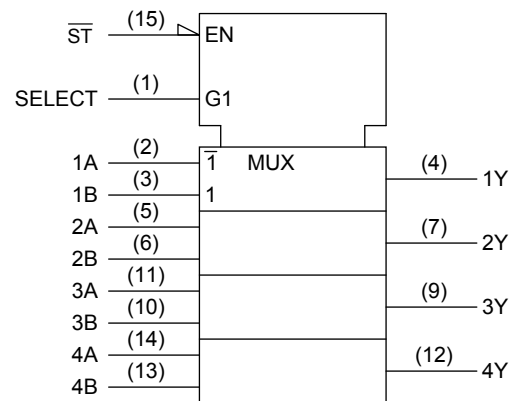 S̅T̅ (15) EN
SELECT (1) G1
1A (2) 1̅ MUX (4) 1Y
1B (3) 1
2A (5) (7) 2Y
2B (6)
3A (11) (9) 3Y
3B (10)
4A (14) (12) 4Y
4B (13)